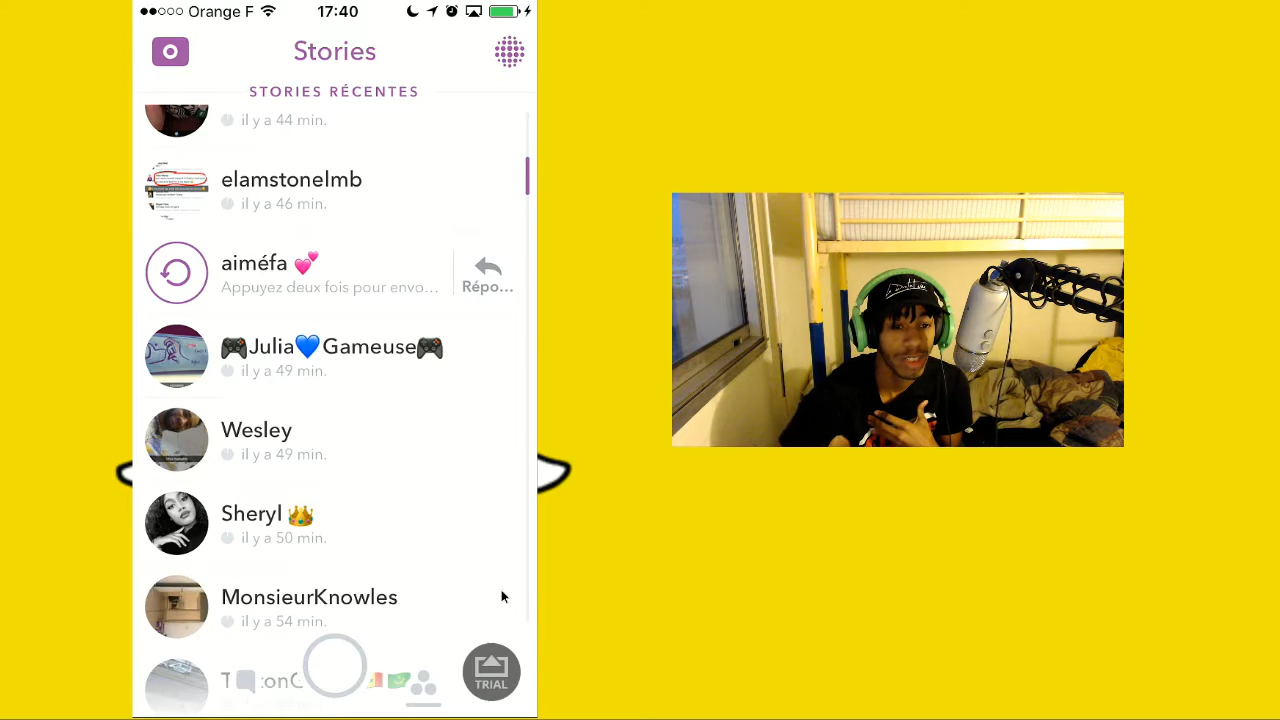 Orange F 17:40
Stories
STORIES RÉCENTES
il y a 44 min.
elamstonelmb
il y a 46 min.
aiméfa 💕
Appuyez deux fois pour envo...
Répo...
🎮Julia💙Gameuse🎮
il y a 49 min.
Wesley
il y a 49 min.
Sheryl 👑
il y a 50 min.
MonsieurKnowles
il y a 54 min.
TRIAL